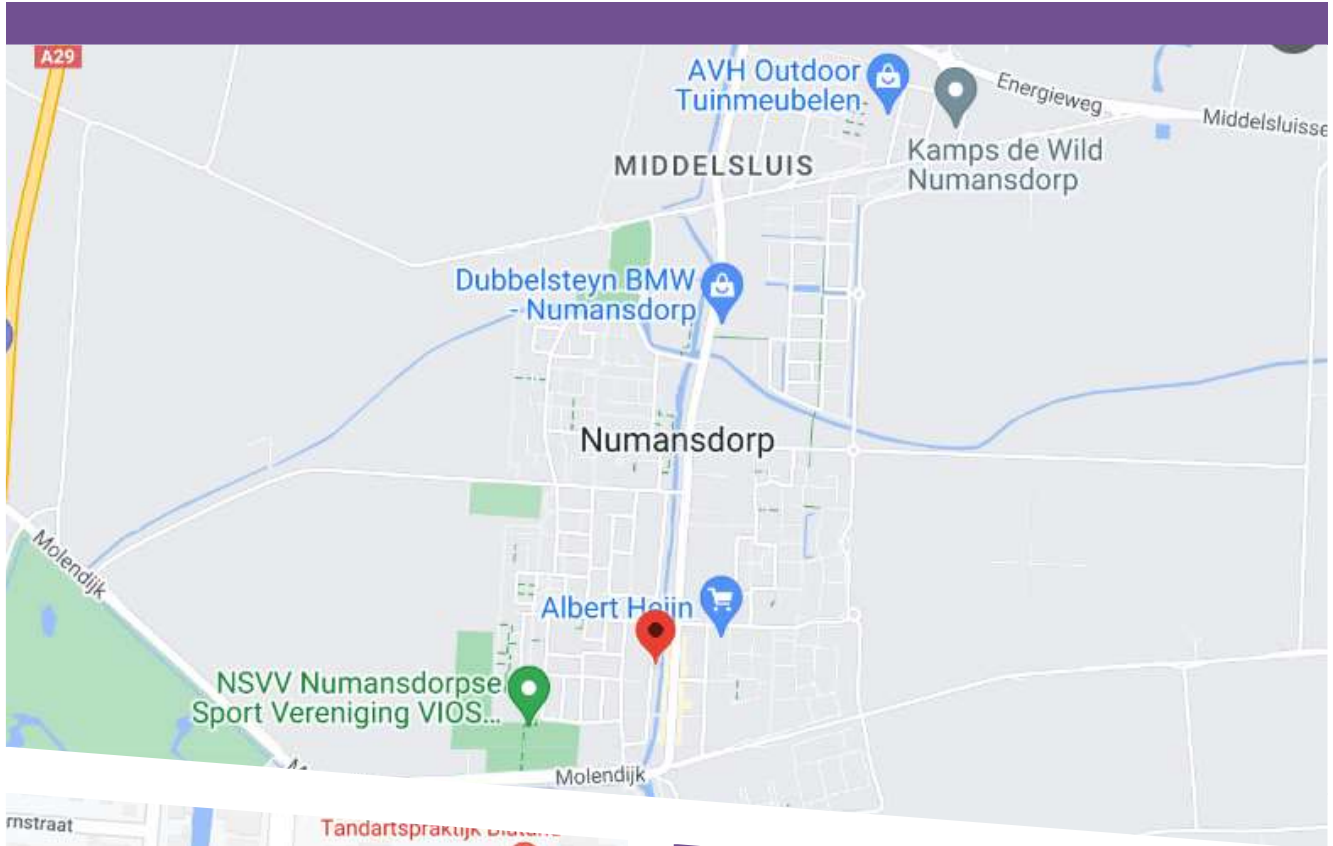 A29
AVH Outdoor
Tuinmeubelen
Energieweg
Middelsluisse
MIDDELSLUIS
Kamps de Wild
Numansdorp
Dubbelsteyn BMW
- Numansdorp
Numansdorp
Molendijk
Albert Heijn
NSVV Numansdorpse
Sport Vereniging VIOS...
Molendijk
rnstraat
Tandartspraktijk